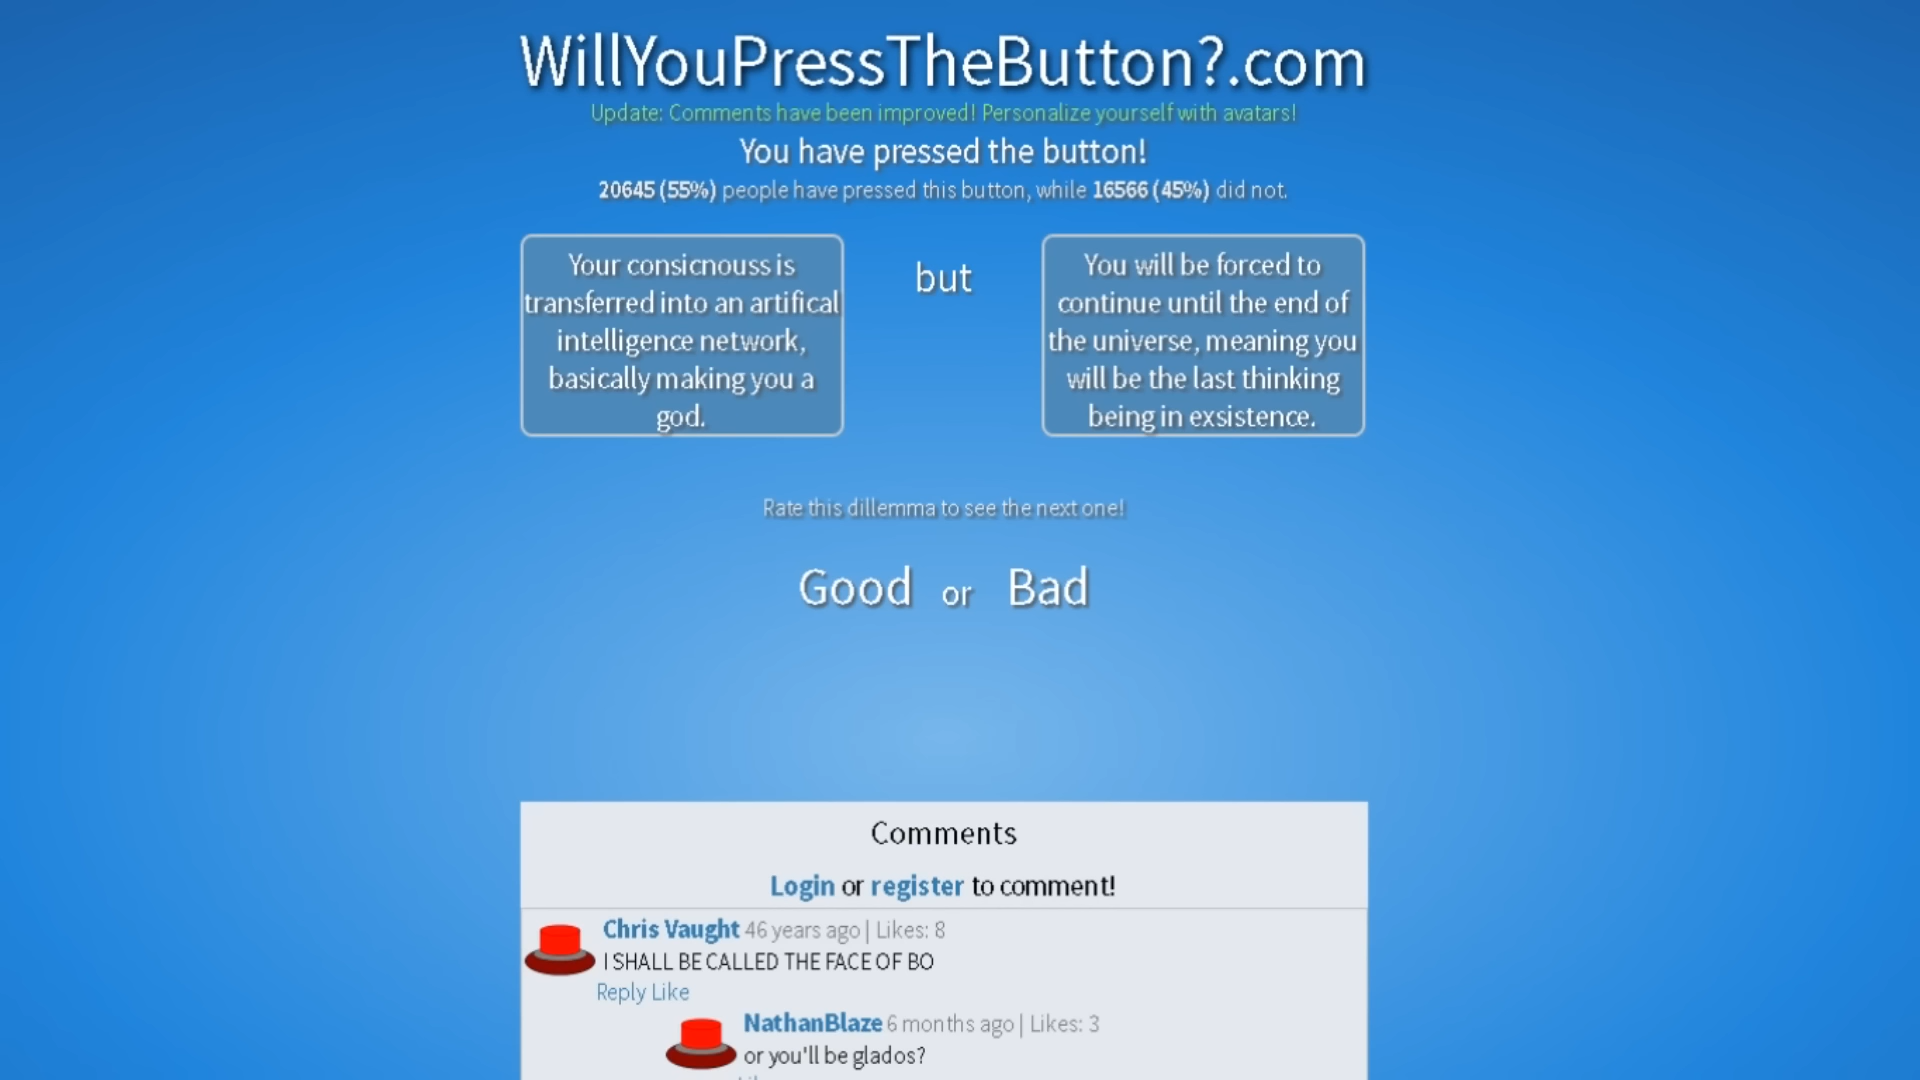 WillYouPressTheButton?.com
Update: Comments have been improved! Personalize yourself with avatars!
You have pressed the button!
20645 (55%) people have pressed this button, while 16566 (45%) did not.
Your consicnouss is
transferred into an artifical
intelligence network,
basically making you a
god.
but
You will be forced to
continue until the end of
the universe, meaning you
will be the last thinking
being in exsistence.
Rate this dillemma to see the next one!
Good or Bad
Comments
Login or register to comment!
Chris Vaught 46 years ago | Likes: 8
I SHALL BE CALLED THE FACE OF BO
Reply Like
NathanBlaze 6 months ago | Likes: 3
or you'll be glados?